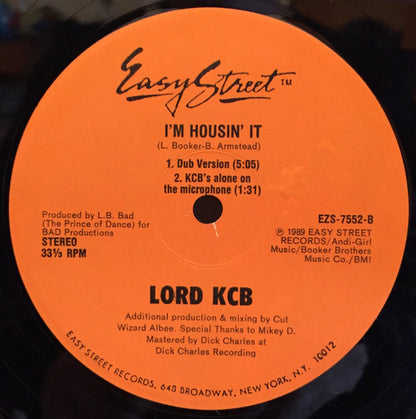 Easy Street™
I'M HOUSIN' IT
(L. Booker-B. Armstead)
1. Dub Version (5:05)
2. KCB's alone on
the microphone (1:31)
Produced by L.B. Bad
(The Prince of Dance) for
BAD Productions
STEREO
33⅓ RPM
EZS-7552-B
℗ 1989 EASY STREET
RECORDS/Andi-Girl
Music/Booker Brothers
Music Co./BMI
LORD KCB
Additional production & mixing by Cut
Wizard Albee. Special Thanks to Mikey D.
Mastered by Dick Charles at
Dick Charles Recording
EASY STREET RECORDS, 648 BROADWAY, NEW YORK, N.Y. 10012